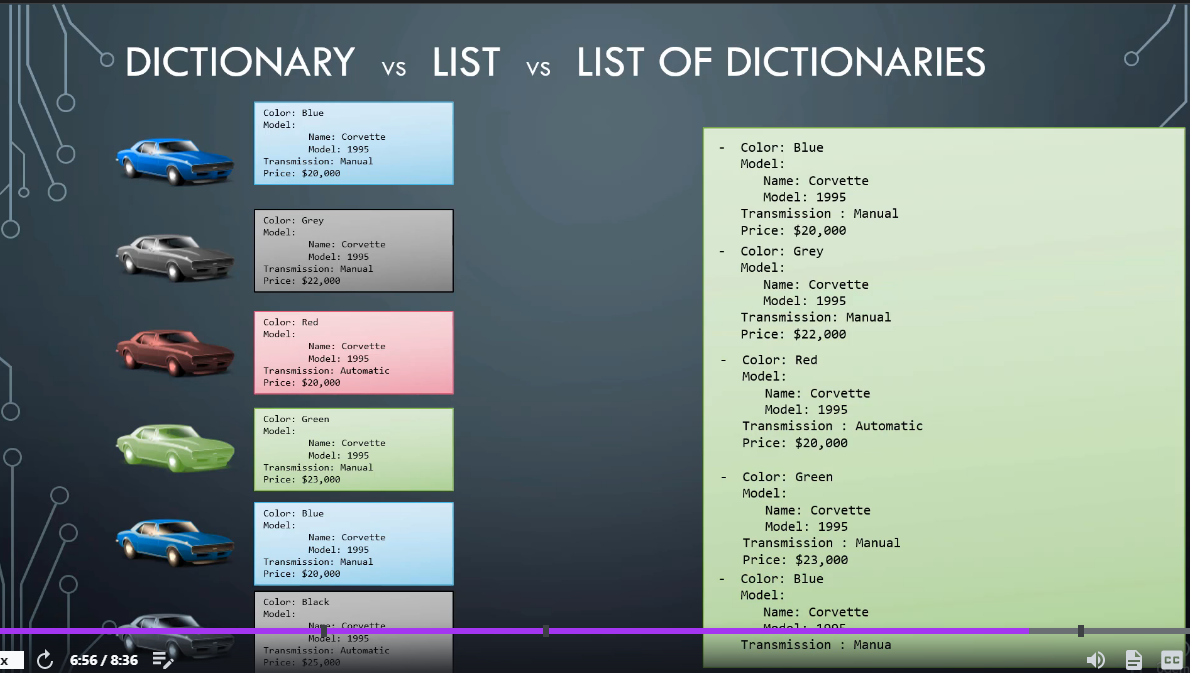 DICTIONARY vs LIST vs LIST OF DICTIONARIES
Color: Blue
Model:
Name: Corvette
Model: 1995
Transmission: Manual
Price: $20,000
Color: Grey
Model:
Name: Corvette
Model: 1995
Transmission: Manual
Price: $22,000
Color: Red
Model:
Name: Corvette
Model: 1995
Transmission: Automatic
Price: $20,000
Color: Green
Model:
Name: Corvette
Model: 1995
Transmission: Manual
Price: $23,000
Color: Blue
Model:
Name: Corvette
Model: 1995
Transmission: Manual
Price: $20,000
Color: Black
Model:
Name: Corvette
Model: 1995
Transmission: Automatic
Price: $25,000
- Color: Blue
Model:
Name: Corvette
Model: 1995
Transmission : Manual
Price: $20,000
- Color: Grey
Model:
Name: Corvette
Model: 1995
Transmission: Manual
Price: $22,000
- Color: Red
Model:
Name: Corvette
Model: 1995
Transmission : Automatic
Price: $20,000
- Color: Green
Model:
Name: Corvette
Model: 1995
Transmission : Manual
Price: $23,000
- Color: Blue
Model:
Name: Corvette
Model: 1995
Transmission : Manua
x
6:56 / 8:36
CC